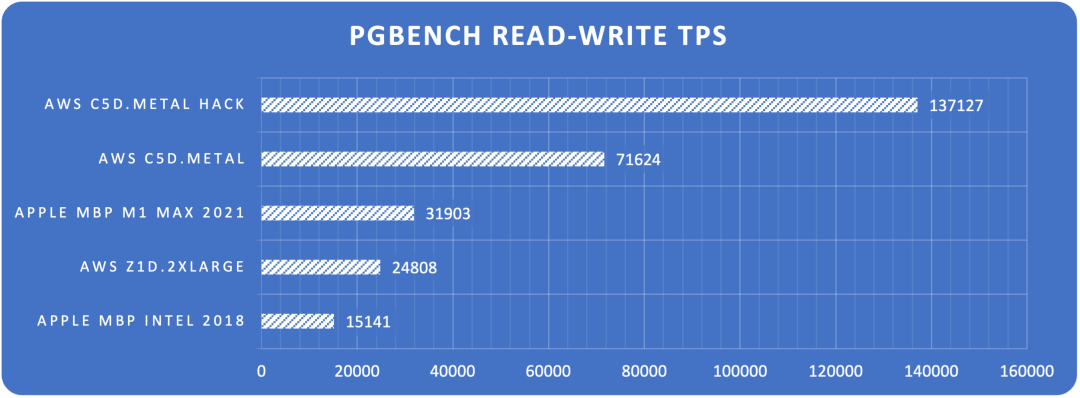 PGBENCH READ-WRITE TPS
AWS C5D.METAL HACK 137127
AWS C5D.METAL 71624
APPLE MBP M1 MAX 2021 31903
AWS Z1D.2XLARGE 24808
APPLE MBP INTEL 2018 15141
0 20000 40000 60000 80000 100000 120000 140000 160000